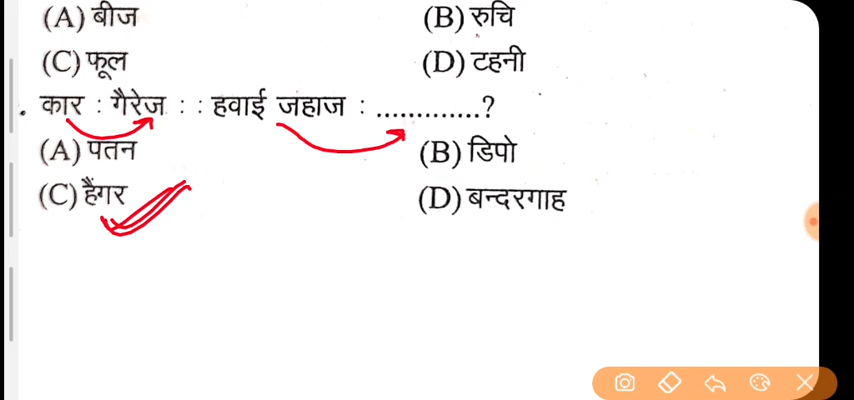 (A) बीज (B) रुचि
(C) फूल (D) टहनी
. कार : गैरेज : : हवाई जहाज : .............?
(A) पतन (B) डिपो
(C) हैंगर (D) बन्दरगाह